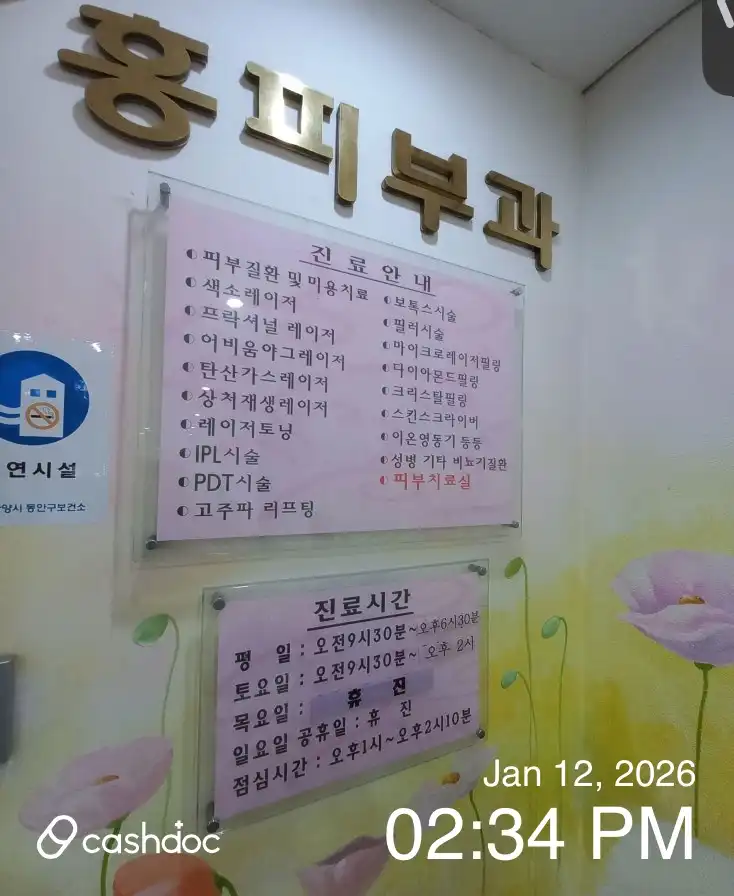 홍피부과
진료안내
피부질환 및 미용치료
색소레이저
프락셔널 레이저
어비움야그레이저
탄산가스레이저
상처재생레이저
레이저토닝
IPL시술
PDT시술
고주파 리프팅
보톡스시술
필러시술
마이크로레이저필링
다이아몬드필링
크리스탈필링
스킨스크라이버
이온영동기 등등
성병 기타 비뇨기질환
피부치료실
연시설
양시 동안구보건소
진료시간
평 일 : 오전9시30분~오후6시30분
토요일 : 오전9시30분~ 오후 2시
목요일 : 휴 진
일요일 공휴일 : 휴 진
점심시간 : 오후1시~오후2시10분
Jan 12, 2026
02:34 PM
cashdoc